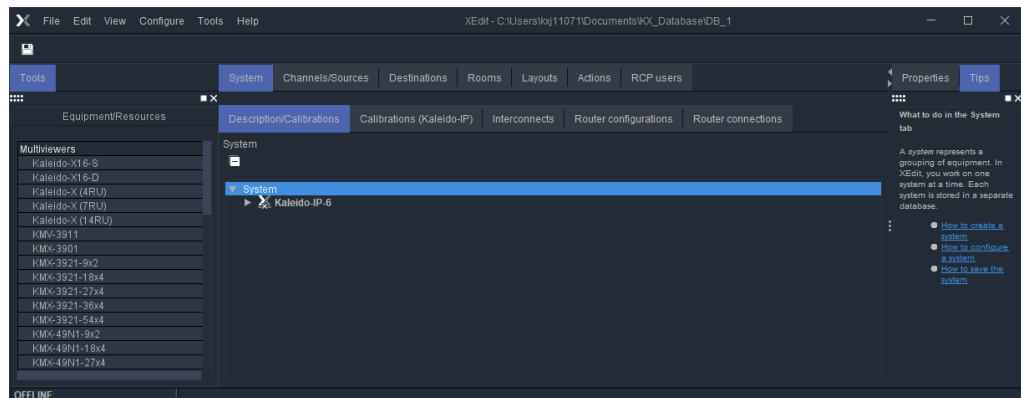 File Edit View Configure Tools Help XEdit - C:\Users\kxj11071\Documents\KX_Database\DB_1
Tools
System Channels/Sources Destinations Rooms Layouts Actions RCP users
Properties Tips
Equipment/Resources
Description/Calibrations Calibrations (Kaleido-IP) Interconnects Router configurations Router connections
Multiviewers
Kaleido-X16-S
Kaleido-X16-D
Kaleido-X (4RU)
Kaleido-X (7RU)
Kaleido-X (14RU)
KMV-3911
KMX-3901
KMX-3921-9x2
KMX-3921-18x4
KMX-3921-27x4
KMX-3921-36x4
KMX-3921-54x4
KMX-49N1-9x2
KMX-49N1-18x4
KMX-49N1-27x4
System
System
Kaleido-IP-6
What to do in the System
tab
A system represents a
grouping of equipment. In
XEdit, you work on one
system at a time. Each
system is stored in a separate
database.
How to create a
system
How to configure
a system
How to save the
system
OFFLINE